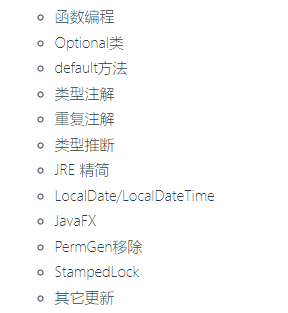 函数编程
Optional类
default方法
类型注解
重复注解
类型推断
JRE 精简
LocalDate/LocalDateTime
JavaFX
PermGen移除
StampedLock
其它更新